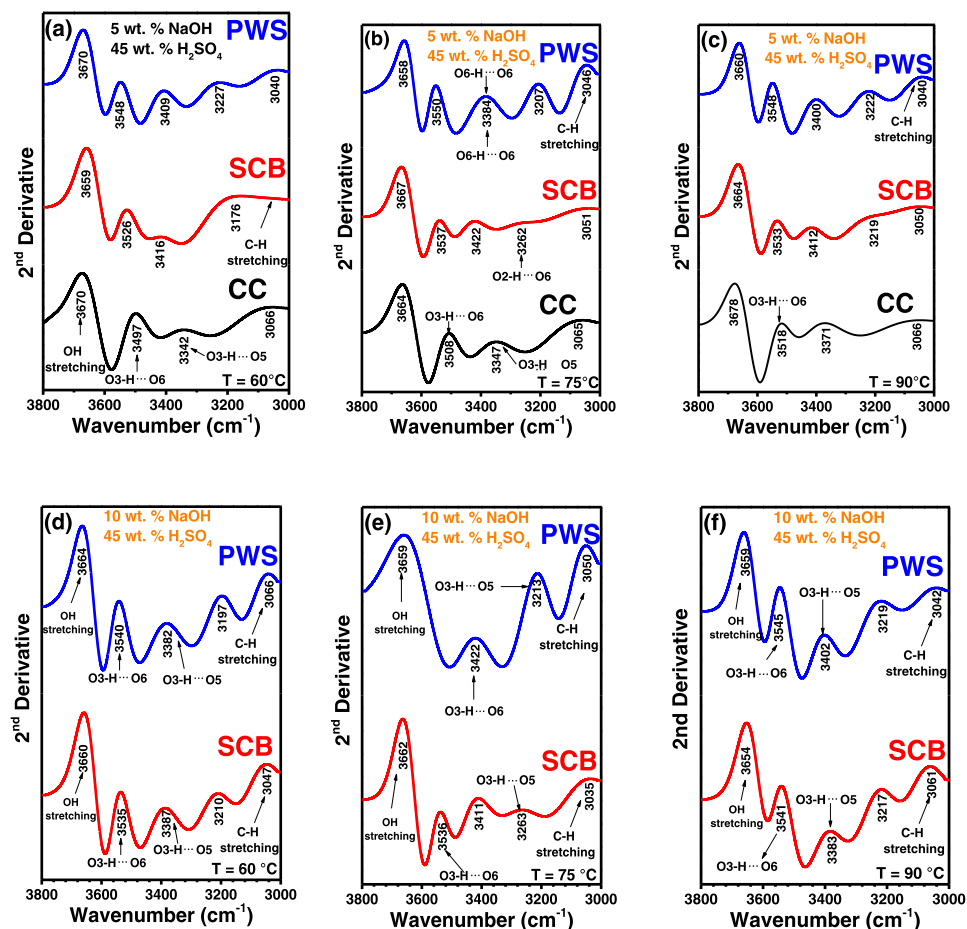 (a)
5 wt. % NaOH
45 wt. % H₂SO₄
PWS
3670
3548
3409
3227
3040
SCB
3659
3526
3416
3176
C-H
stretching
CC
3670
OH
stretching
3497
O3-H···O6
3342
O3-H···O5
3066
T = 60°C
2ⁿᵈ Derivative
3800 3600 3400 3200 3000
Wavenumber (cm⁻¹)
(b)
5 wt. % NaOH
45 wt. % H₂SO₄
PWS
O6-H···O6
3658
3550
3384
3207
3046
O6-H···O6
C-H
stretching
SCB
3667
3537
3422
3262
3051
O2-H···O6
CC
3664
O3-H···O6
3508
3347
O3-H O5
3065
T = 75°C
2ⁿᵈ Derivative
3800 3600 3400 3200 3000
Wavenumber (cm⁻¹)
(c)
5 wt. % NaOH
45 wt. % H₂SO₄
PWS
3660
3548
3400
3222
3040
C-H
stretching
SCB
3664
3533
3412
3219
3050
CC
3678
O3-H···O6
3518
3371
3066
T = 90°C
2ⁿᵈ Derivative
3800 3600 3400 3200 3000
Wavenumber (cm⁻¹)
(d)
10 wt. % NaOH
45 wt. % H₂SO₄
PWS
3664
3540
3382
3197
3066
OH
stretching
O3-H···O6
O3-H···O5
C-H
stretching
SCB
3660
3535
3387
3210
3047
OH
stretching
O3-H···O6
O3-H···O5
C-H
stretching
T = 60 °C
2ⁿᵈ Derivative
3800 3600 3400 3200 3000
Wavenumber (cm⁻¹)
(e)
10 wt. % NaOH
45 wt. % H₂SO₄
PWS
3659
O3-H···O5
3422
3213
3050
OH
stretching
O3-H···O6
C-H
stretching
SCB
3662
O3-H···O5
3536
3411
3263
3035
OH
stretching
C-H
stretching
O3-H···O6
T = 75 °C
2ⁿᵈ Derivative
3800 3600 3400 3200 3000
Wavenumber (cm⁻¹)
(f)
10 wt. % NaOH
45 wt. % H₂SO₄
PWS
3659
O3-H···O5
3545
3402
3219
3042
OH
stretching
O3-H···O6
C-H
stretching
SCB
3654
3541
O3-H···O5
3383
3217
3061
OH
stretching
O3-H···O6
C-H
stretching
T = 90 °C
2nd Derivative
3800 3600 3400 3200 3000
Wavenumber (cm⁻¹)